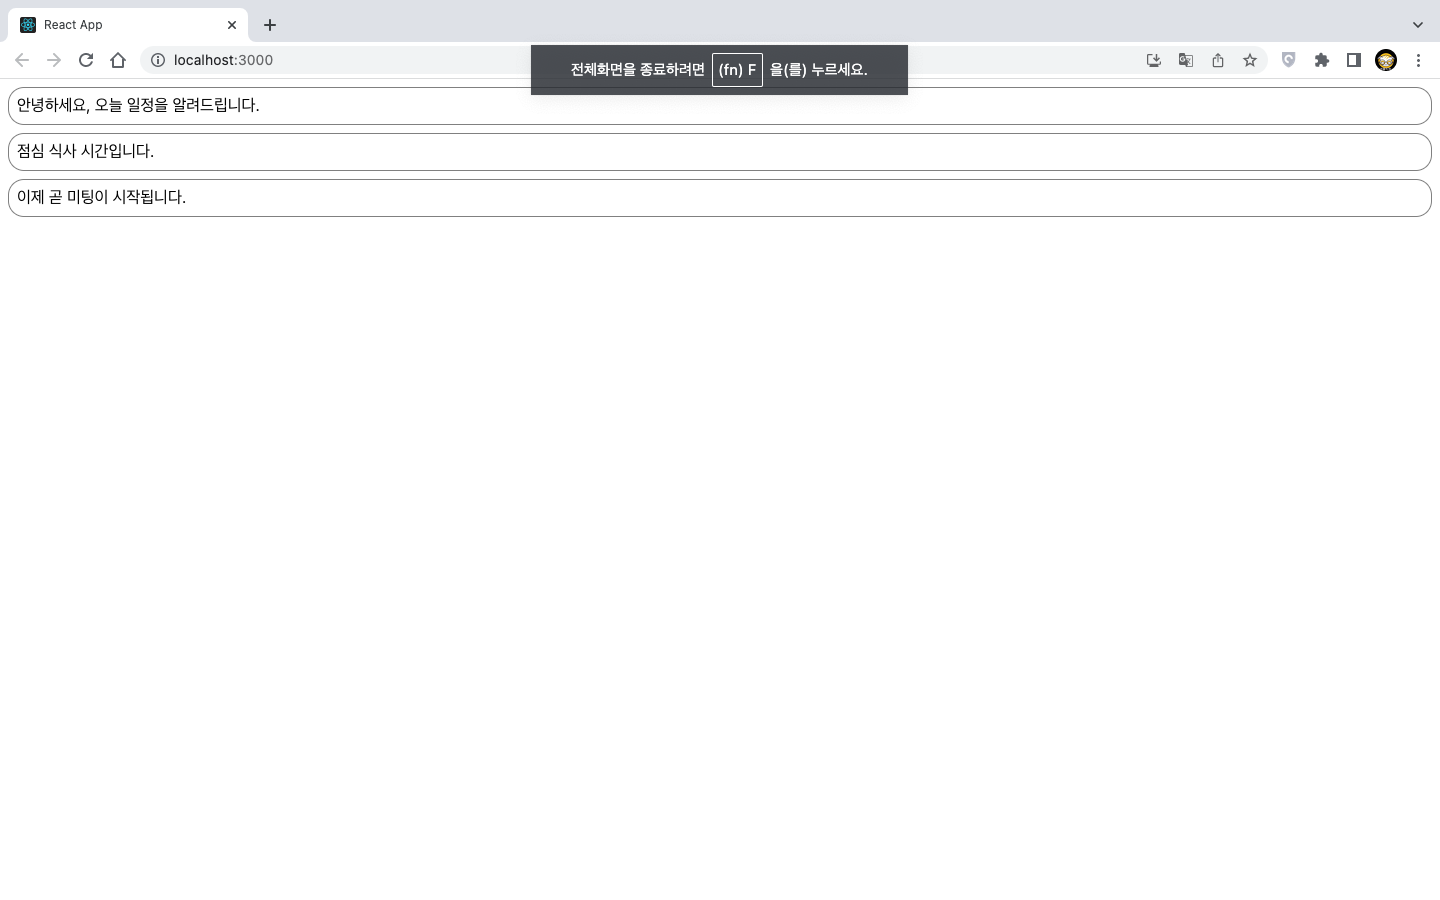 React App
localhost:3000
전체화면을 종료하려면 (fn) F 을(를) 누르세요.
안녕하세요, 오늘 일정을 알려드립니다.
점심 식사 시간입니다.
이제 곧 미팅이 시작됩니다.